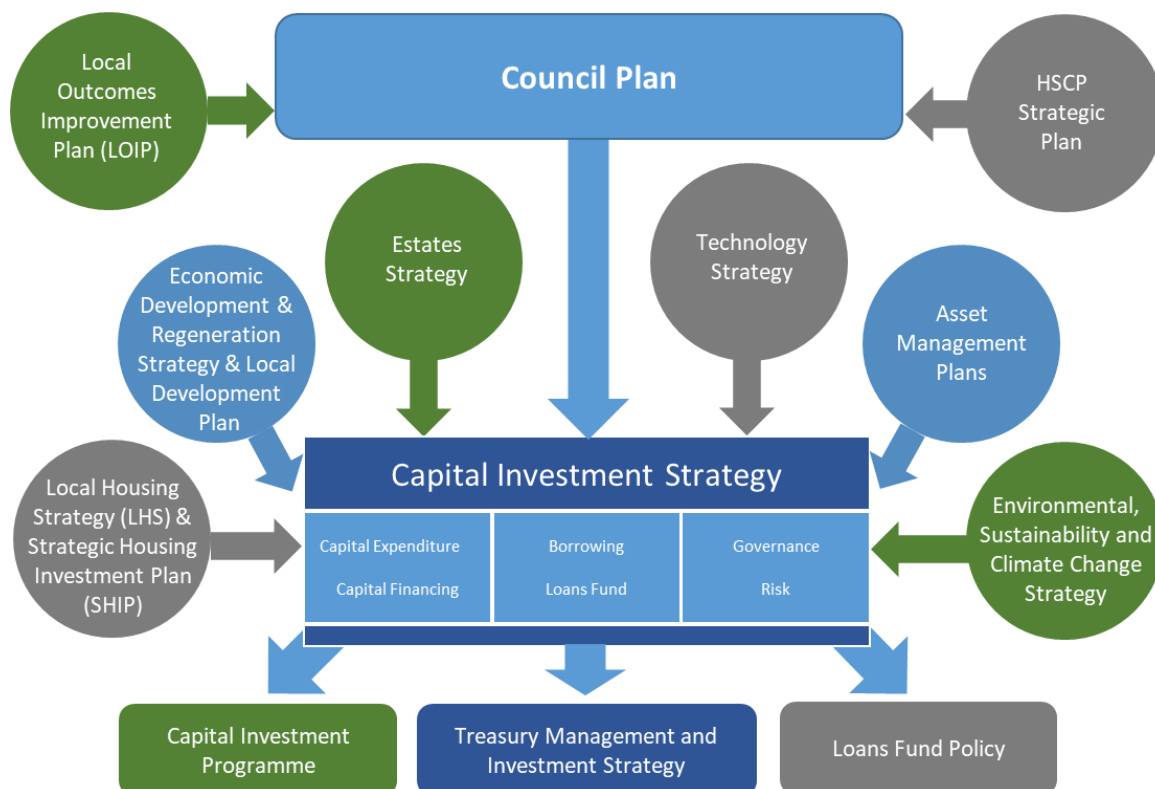 Council Plan
Local
Outcomes
Improvement
Plan (LOIP)
HSCP
Strategic
Plan
Estates
Strategy
Technology
Strategy
Economic
Development &
Regeneration
Strategy & Local
Development
Plan
Asset
Management
Plans
Capital Investment Strategy
Local Housing
Strategy (LHS) &
Strategic Housing
Investment Plan
(SHIP)
Capital Expenditure
Capital Financing
Borrowing
Loans Fund
Governance
Risk
Environmental,
Sustainability and
Climate Change
Strategy
Capital Investment
Programme
Treasury Management and
Investment Strategy
Loans Fund Policy